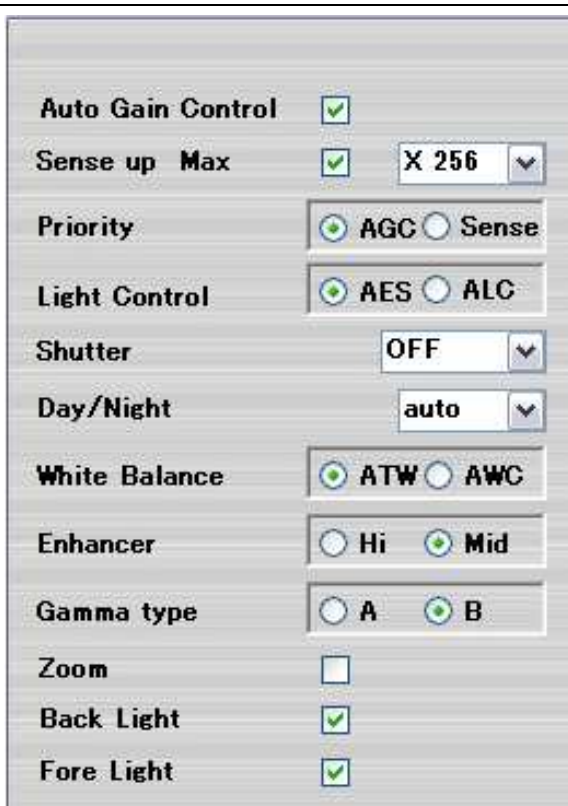 Auto Gain Control
Sense up Max X 256
Priority AGC Sense
Light Control AES ALC
Shutter OFF
Day/Night auto
White Balance ATW AWC
Enhancer Hi Mid
Gamma type A B
Zoom
Back Light
Fore Light